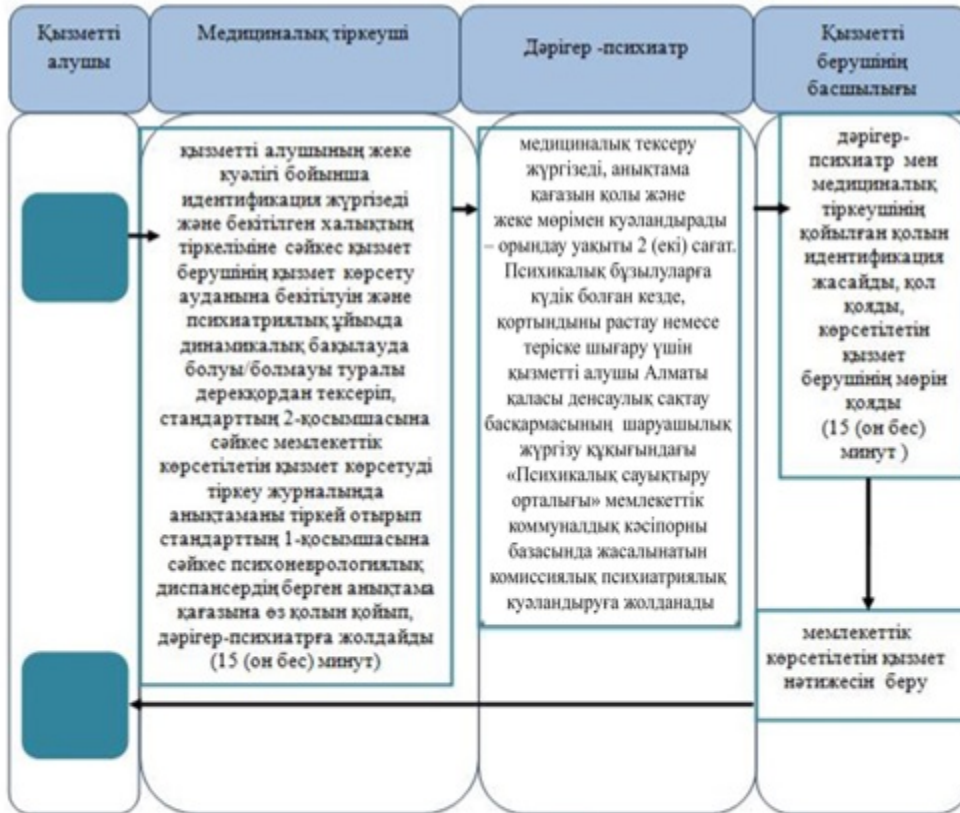 Қызметті
алушы
Медициналық тіркеуші
Дәрігер -психиатр
Қызметті
берушінің
басшылығы
қызметті алушының жеке
куәлігі бойынша
идентификация жүргізеді
және бекітілген халықтың
тіркеліміне сәйкес қызмет
берушінің қызмет көрсету
ауданына бекітілуін және
психиатриялық ұйымда
динамикалық бақылауда
болуы/болмауы туралы
дерекқордан тексеріп,
стандарттың 2-қосымшасына
сәйкес мемлекеттік
көрсетілетін қызмет көрсетуді
тіркеу журналында
анықтаманы тіркей отырып
стандарттың 1-қосымшасына
сәйкес психоневрологиялық
диспансердің берген анықтама
қағазына өз қолын қойып,
дәрігер-психиатрға жолдайды
(15 (он бес) минут)
медициналық тексеру
жүргізеді, анықтама
қағазын қолы және
жеке мөрімен куәландырады
– орындау уақыты 2 (екі) сағат.
Психикалық бұзылуларға
күдік болған кезде,
қортындыны растау немесе
теріске шығару үшін
қызметті алушы Алматы
қаласы денсаулық сақтау
басқармасының шаруашылық
жүргізу құқығындағы
«Психикалық сауықтыру
орталығы» мемлекеттік
коммуналдық кәсіпорны
базасында жасалынатын
комиссиялық психиатриялық
куәландыруға жолданады
дәрігер-
психиатр мен
медициналық
тіркеушінің
қойылған қолын
идентификация
жасайды, қол
қояды,
көрсетілетін
қызмет
берушінің мөрін
қояды
(15 (он бес)
минут )
мемлекеттік
көрсетілетін қызмет
нәтижесін беру